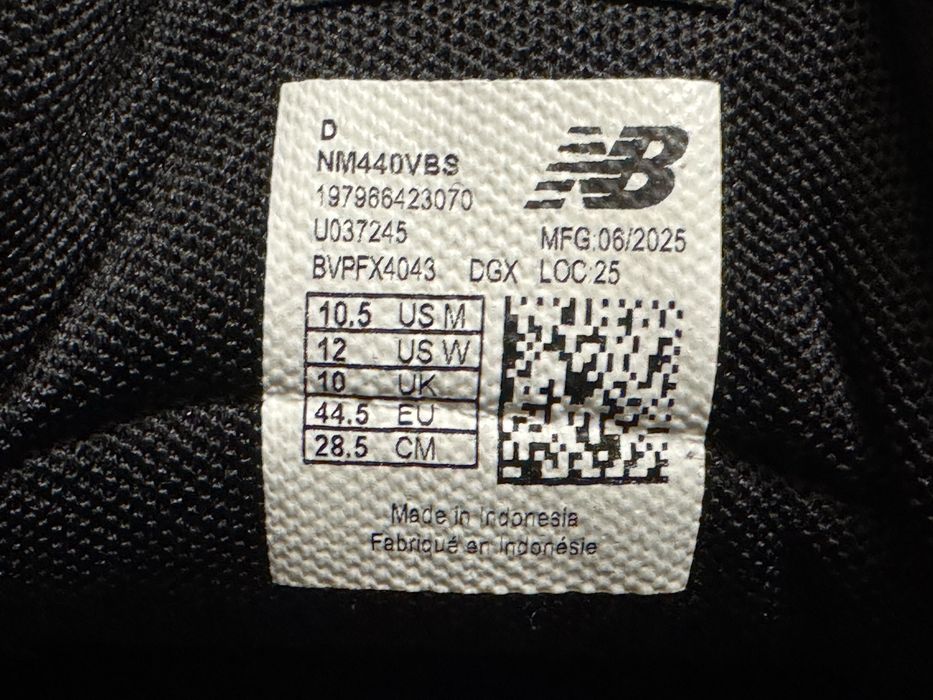 D
NM440VBS
197966423070
U037245
BVPFX4043 DGX LOC:25
NB
MFG:06/2025
10.5 US M
12 US W
10 UK
44.5 EU
28.5 CM
Made in Indonesia
Fabriqué en Indonésie